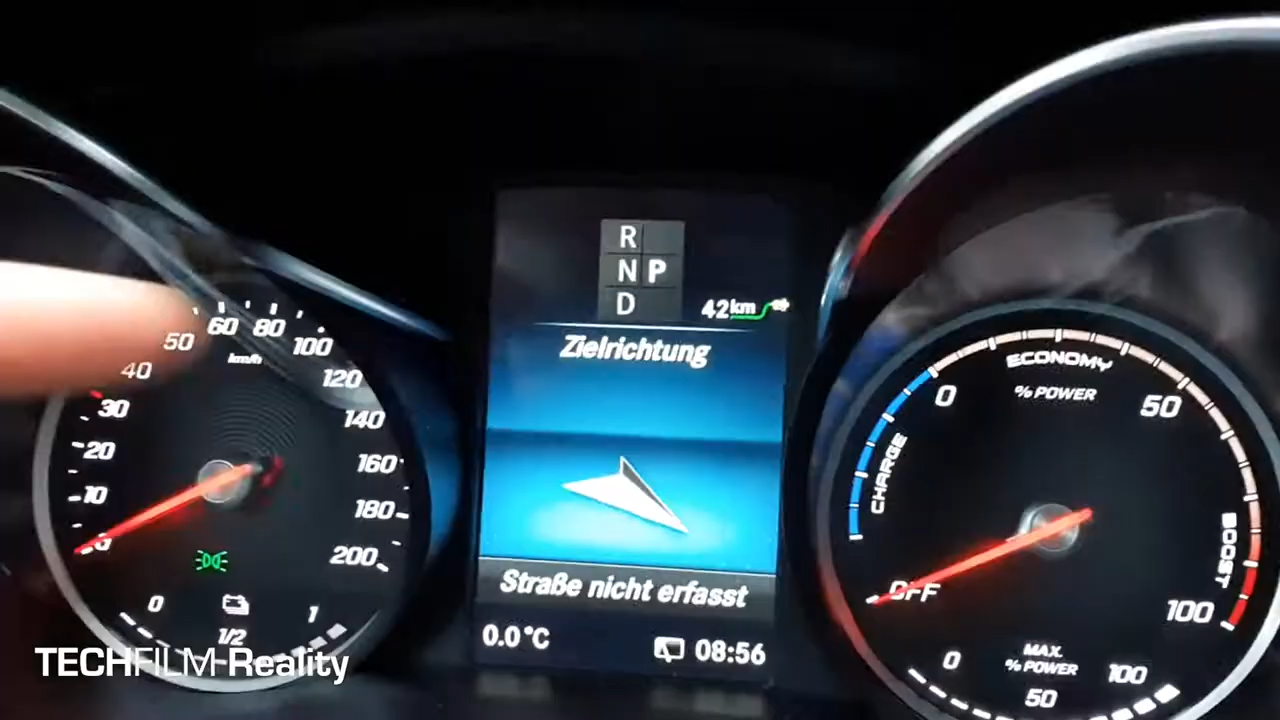 R
N P
D
42km
Zielrichtung
Straße nicht erfasst
0.0°C 08:56
0
10
20
30
40
50
60
80
100
120
140
160
180
200
km/h
0 1/2 1
CHARGE
0
ECONOMY
% POWER
50
BOOST
100
OFF
MAX.
% POWER
0 50 100
TECHFILM Reality